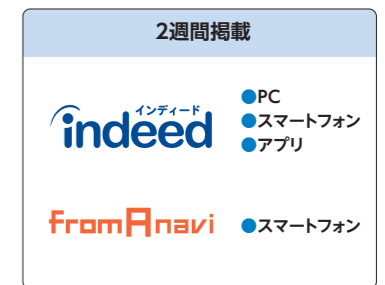 2週間掲載
インディード
indeed
●PC
●スマートフォン
●アプリ
fromAnavi
●スマートフォン